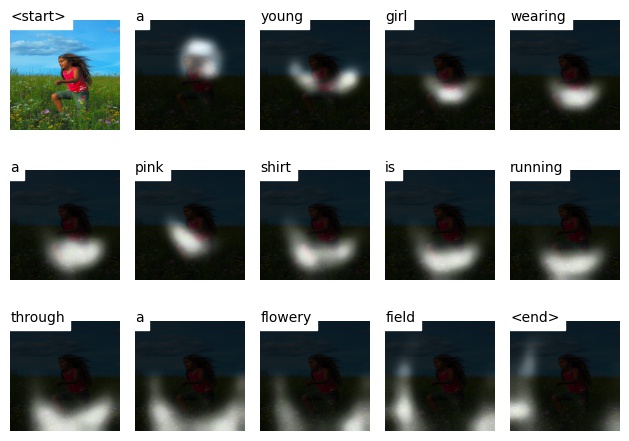 <start> a young girl wearing
a pink shirt is running
through a flowery field <end>